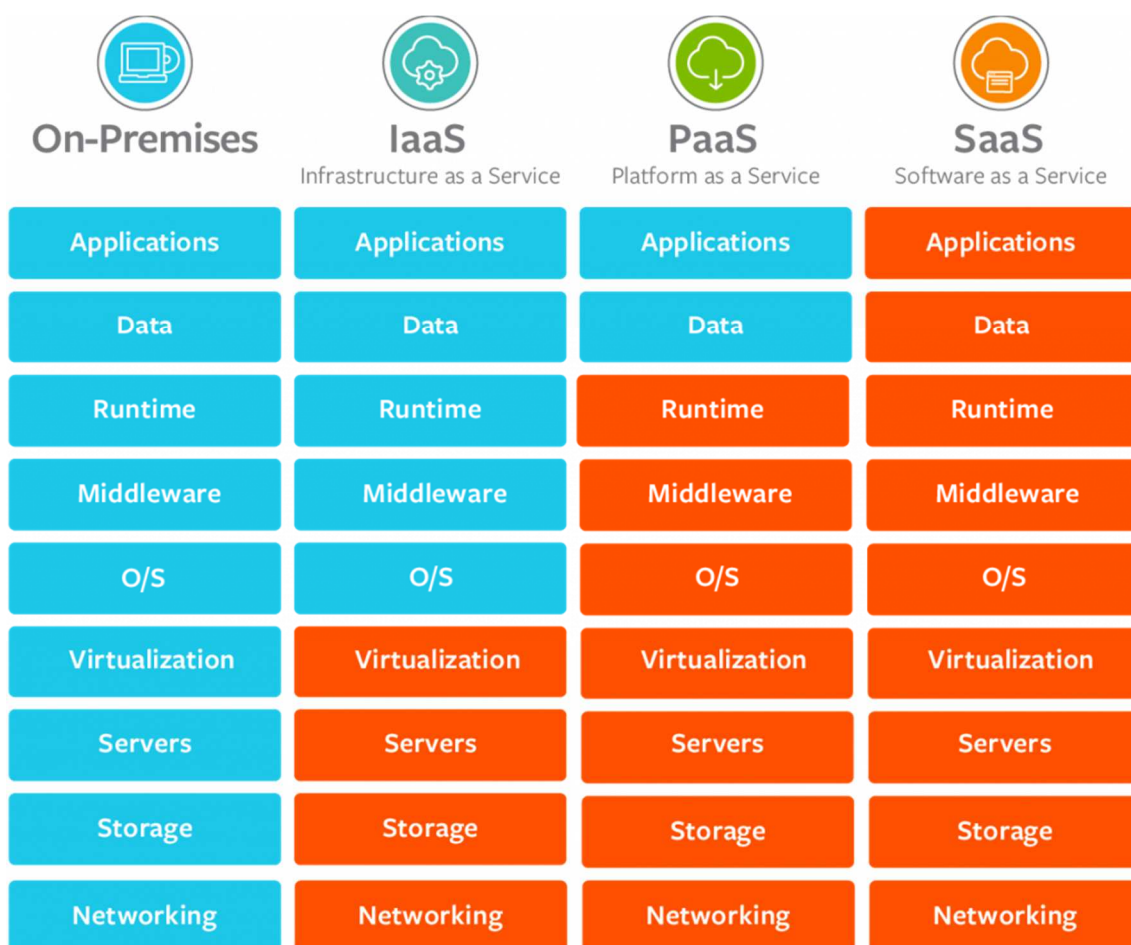 On-Premises IaaS PaaS SaaS
Infrastructure as a Service Platform as a Service Software as a Service
Applications Applications Applications Applications
Data Data Data Data
Runtime Runtime Runtime Runtime
Middleware Middleware Middleware Middleware
O/S O/S O/S O/S
Virtualization Virtualization Virtualization Virtualization
Servers Servers Servers Servers
Storage Storage Storage Storage
Networking Networking Networking Networking